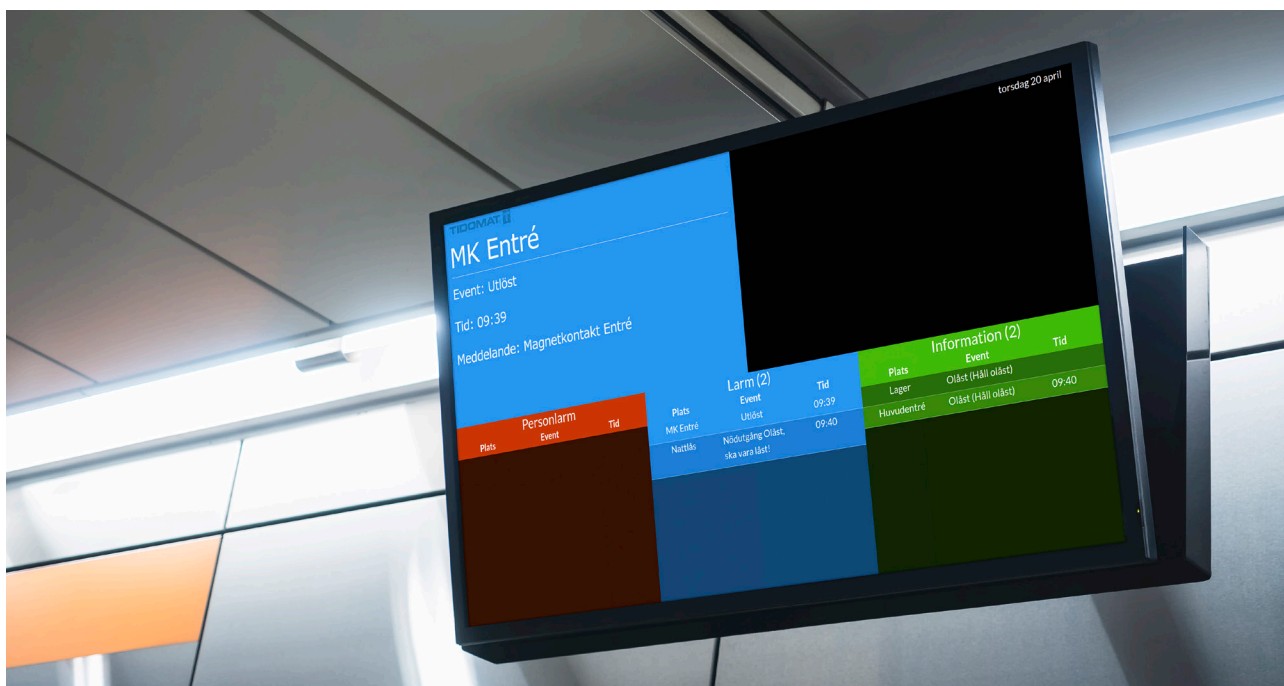 torsdag 20 april
TIDOMAT
MK Entré
Event: Utlöst
Tid: 09:39
Meddelande: Magnetkontakt Entré
Personlarm
Plats Event Tid
Larm (2)
Plats Event Tid
MK Entré Utlöst 09:39
Nattlås Nödutgång Olåst, 09:40
ska vara låst!
Information (2)
Plats Event Tid
Lager Olåst (Håll olåst)
Huvudentré Olåst (Håll olåst) 09:40